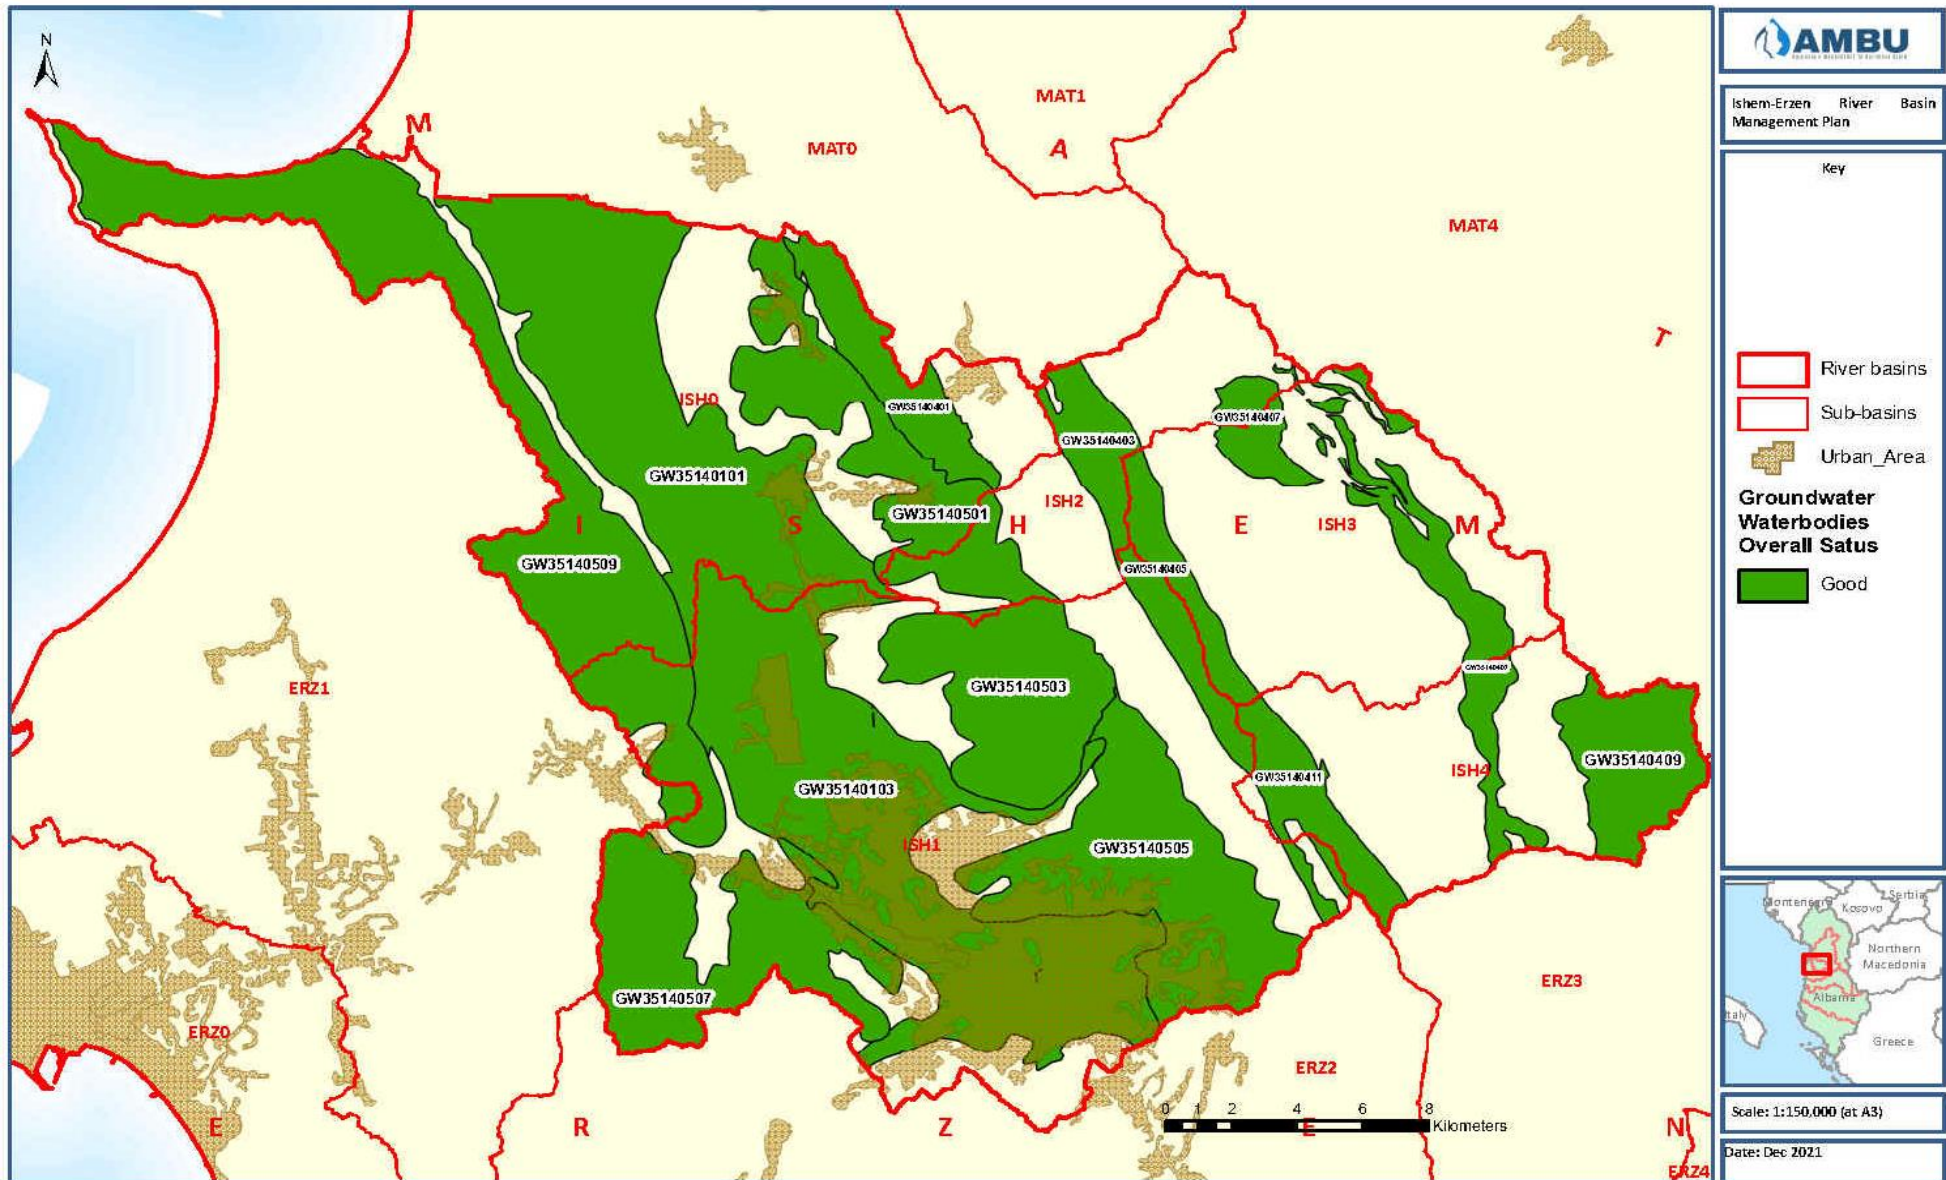 N
M
MAT1
A
MAT0
MAT4
T
ISH0
GW35140401
GW35140407
GW35140403
GW35140101
ISH2
GW35140501
I
S
H
E
ISH3
M
GW35140509
GW35140405
GW35140503
ERZ1
GW35140103
GW35140411
ISH4
GW35140409
ISH1
GW35140505
GW35140507
ERZ0
ERZ3
ERZ2
E
R
Z
E
N
ERZ4
0 1 2 4 6 8
Kilometers
AMBU
Ishem-Erzen River Basin
Management Plan
Key
River basins
Sub-basins
Urban_Area
Groundwater
Waterbodies
Overall Satus
Good
Montenegro
Kosovo
Serbia
Northern
Macedonia
Albania
Italy
Greece
Scale: 1:150,000 (at A3)
Date: Dec 2021